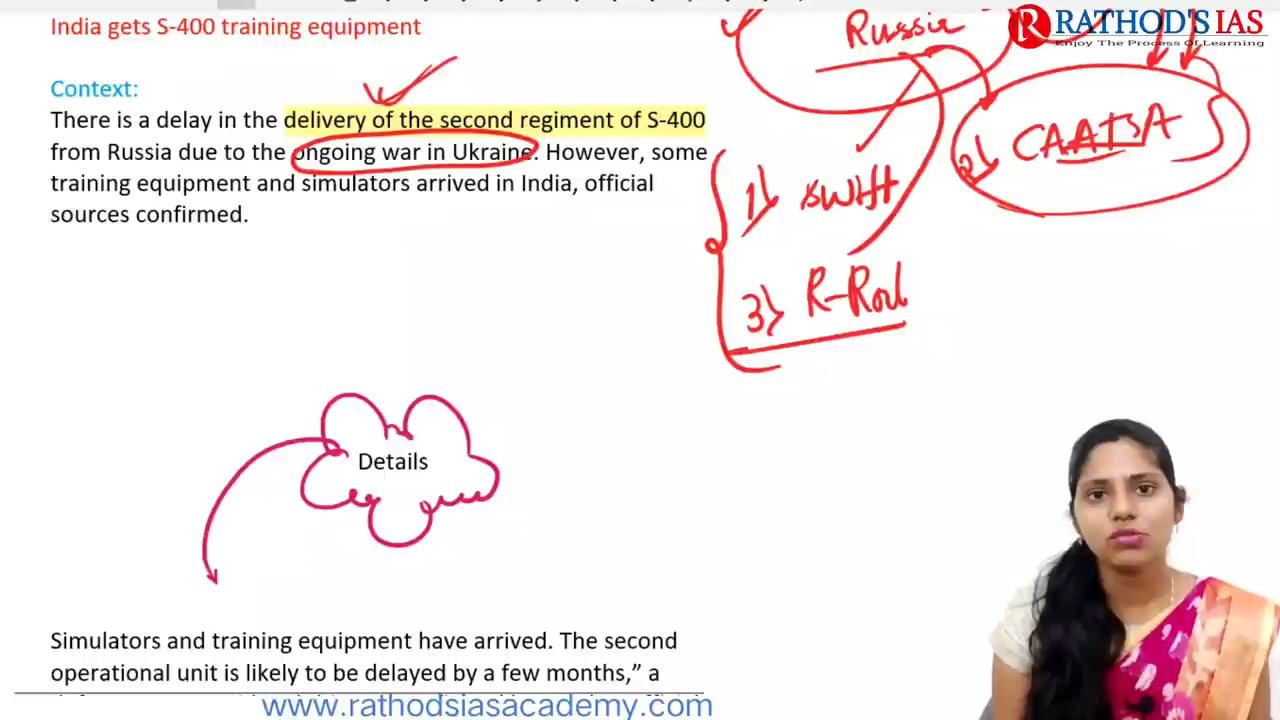 India gets S-400 training equipment
Russia
RATHOD'S IAS
Enjoy The Process Of Learning
Context:
There is a delay in the delivery of the second regiment of S-400
from Russia due to the ongoing war in Ukraine. However, some
training equipment and simulators arrived in India, official
sources confirmed.
2) CAATSA
1) swift
3)
Details
Simulators and training equipment have arrived. The second
operational unit is likely to be delayed by a few months,” a
www.rathodsiasacademy.com